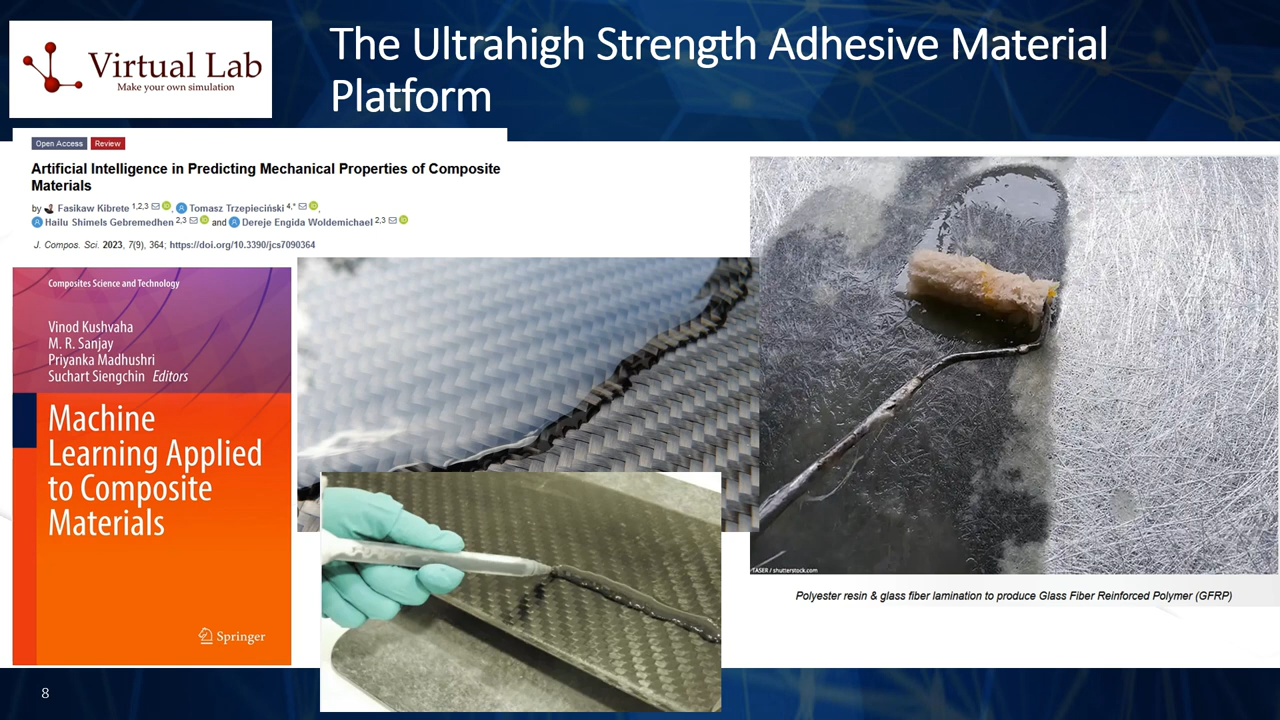 Virtual Lab
Make your own simulation
The Ultrahigh Strength Adhesive Material
Platform
Open Access Review
Artificial Intelligence in Predicting Mechanical Properties of Composite
Materials
by Fasikaw Kibrete 1,2,3, Tomasz Trzepieciński 4,*,
Hailu Shimels Gebremedhen 2,3 and Dereje Engida Woldemichael 2,3
J. Compos. Sci. 2023, 7(9), 364; https://doi.org/10.3390/jcs7090364
Composites Science and Technology
Vinod Kushvaha
M. R. Sanjay
Priyanka Madhushri
Suchart Siengchin Editors
Machine
Learning Applied
to Composite
Materials
Springer
TASER / shutterstock.com
Polyester resin & glass fiber lamination to produce Glass Fiber Reinforced Polymer (GFRP)
8